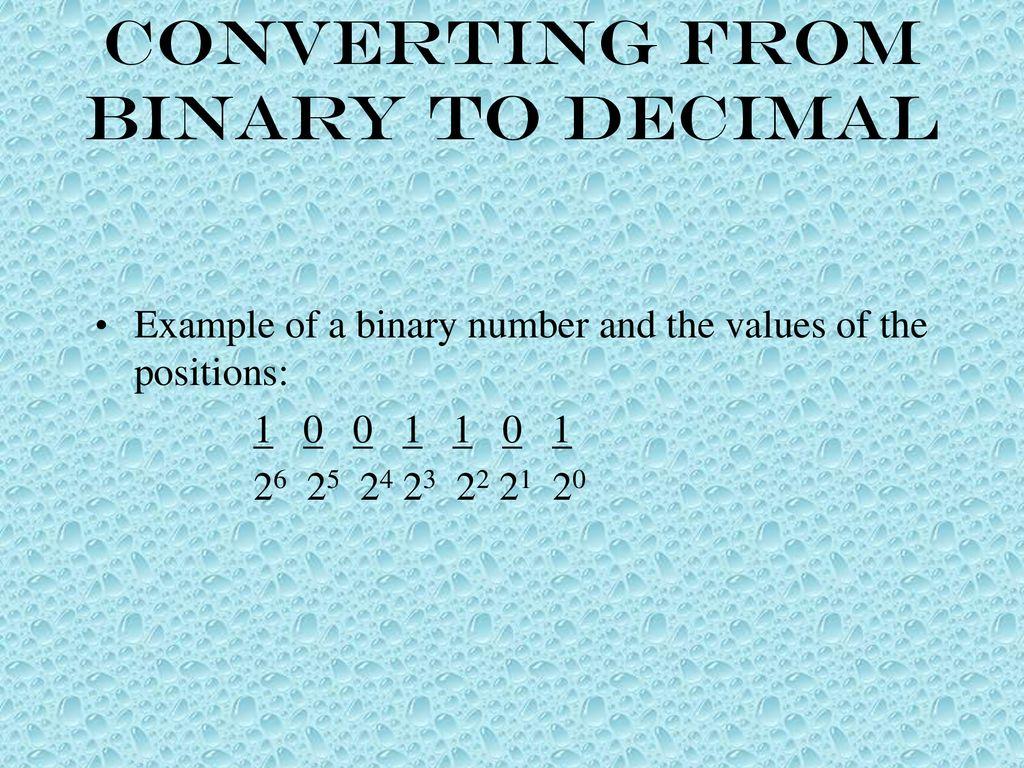 CONVERTING FROM
BINARY TO DECIMAL
• Example of a binary number and the values of the
positions:
1 0 0 1 1 0 1
2⁶ 2⁵ 2⁴ 2³ 2² 2¹ 2⁰